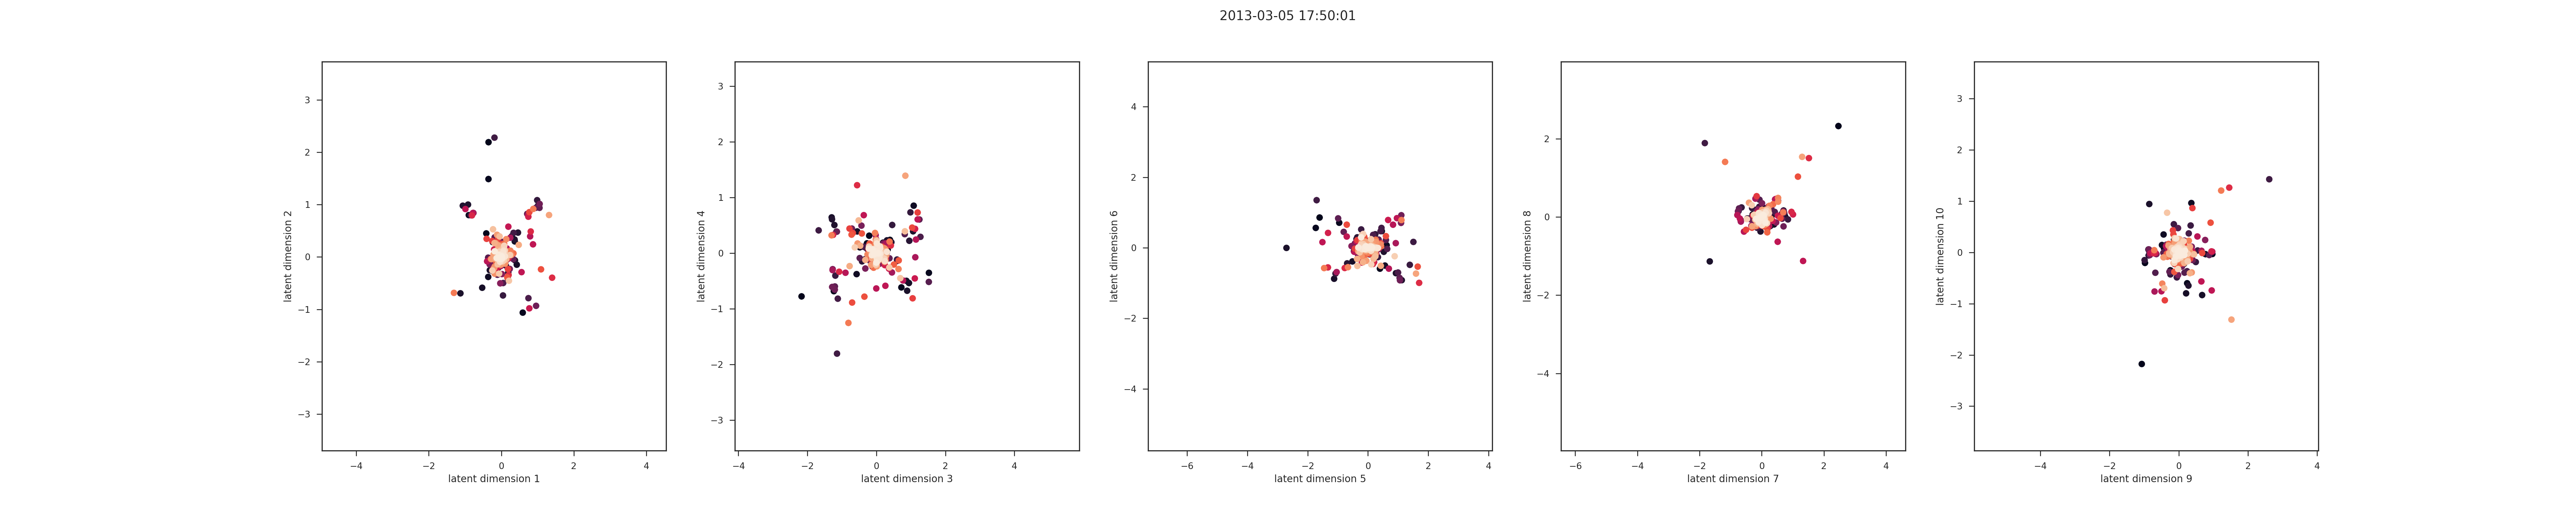 2013-03-05 17:50:01
3
2
1
0
−1
−2
−3
latent dimension 2
−4 −2 0 2 4
latent dimension 1
3
2
1
0
−1
−2
−3
latent dimension 4
−4 −2 0 2 4
latent dimension 3
4
2
0
−2
−4
latent dimension 6
−6 −4 −2 0 2 4
latent dimension 5
2
0
−2
−4
latent dimension 8
−6 −4 −2 0 2 4
latent dimension 7
3
2
1
0
−1
−2
−3
latent dimension 10
−4 −2 0 2 4
latent dimension 9